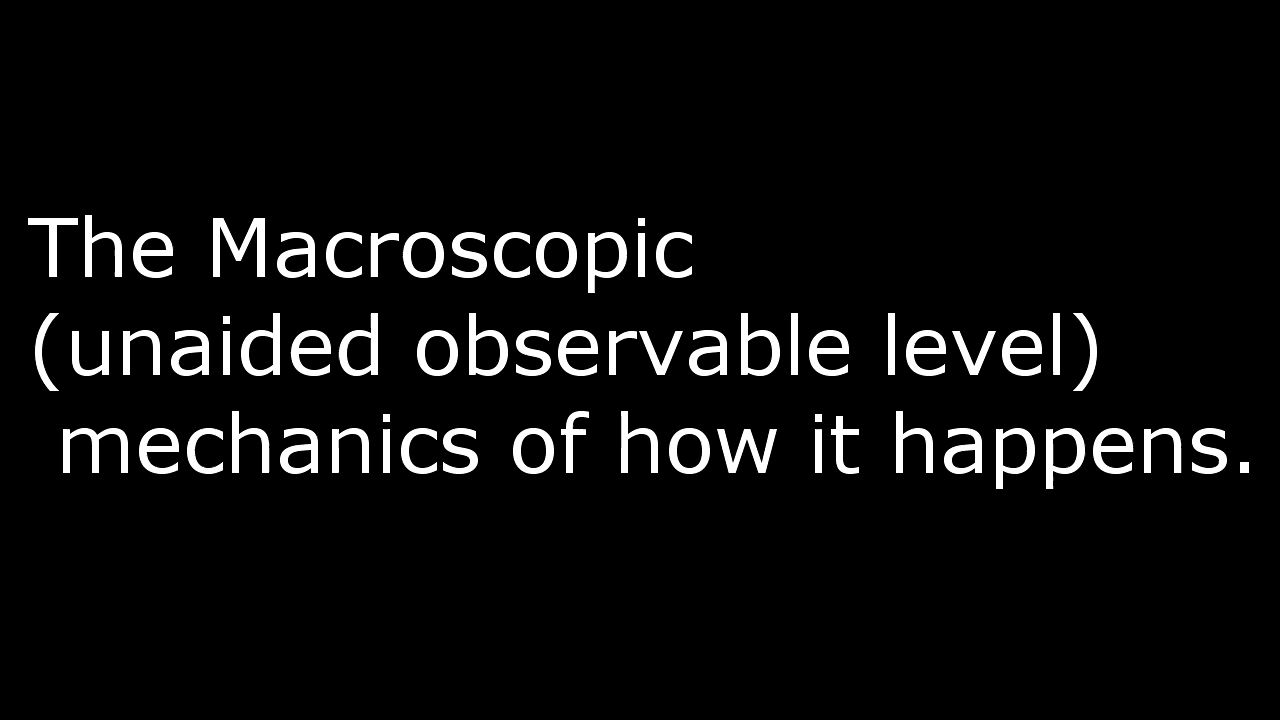 The Macroscopic
(unaided observable level)
mechanics of how it happens.